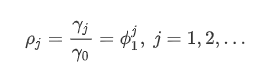 ρ_j = γ_j / γ_0 = ϕ_1^j, j = 1, 2, …